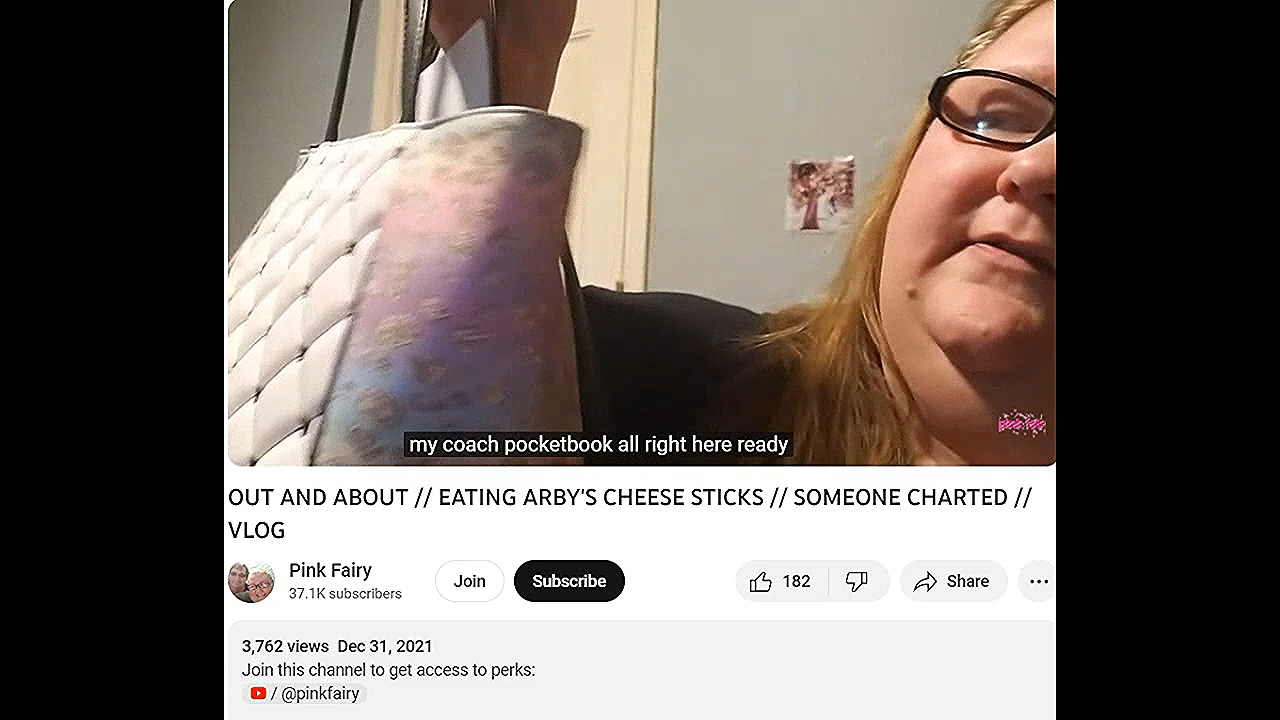 my coach pocketbook all right here ready
OUT AND ABOUT // EATING ARBY'S CHEESE STICKS // SOMEONE CHARTED //
VLOG
Pink Fairy
37.1K subscribers
Join
Subscribe
182
Share
3,762 views Dec 31, 2021
Join this channel to get access to perks:
/ @pinkfairy